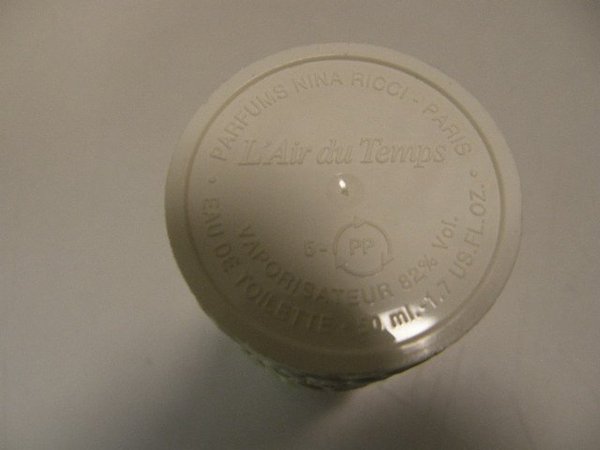 PARFUMS NINA RICCI - PARIS
L'Air du Temps
5-
PP
VAPORISATEUR 82% Vol.
• EAU DE TOILETTE - 50 ml.-1.7 US.FL.OZ. •